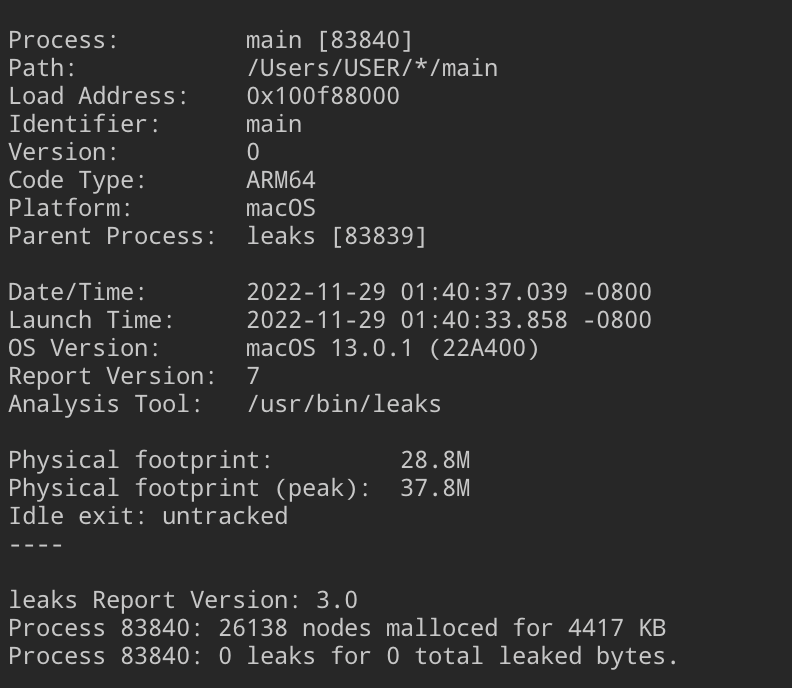 Process: main [83840]
Path: /Users/USER/*/main
Load Address: 0x100f88000
Identifier: main
Version: 0
Code Type: ARM64
Platform: macOS
Parent Process: leaks [83839]
Date/Time: 2022-11-29 01:40:37.039 -0800
Launch Time: 2022-11-29 01:40:33.858 -0800
OS Version: macOS 13.0.1 (22A400)
Report Version: 7
Analysis Tool: /usr/bin/leaks
Physical footprint: 28.8M
Physical footprint (peak): 37.8M
Idle exit: untracked
----
leaks Report Version: 3.0
Process 83840: 26138 nodes malloced for 4417 KB
Process 83840: 0 leaks for 0 total leaked bytes.